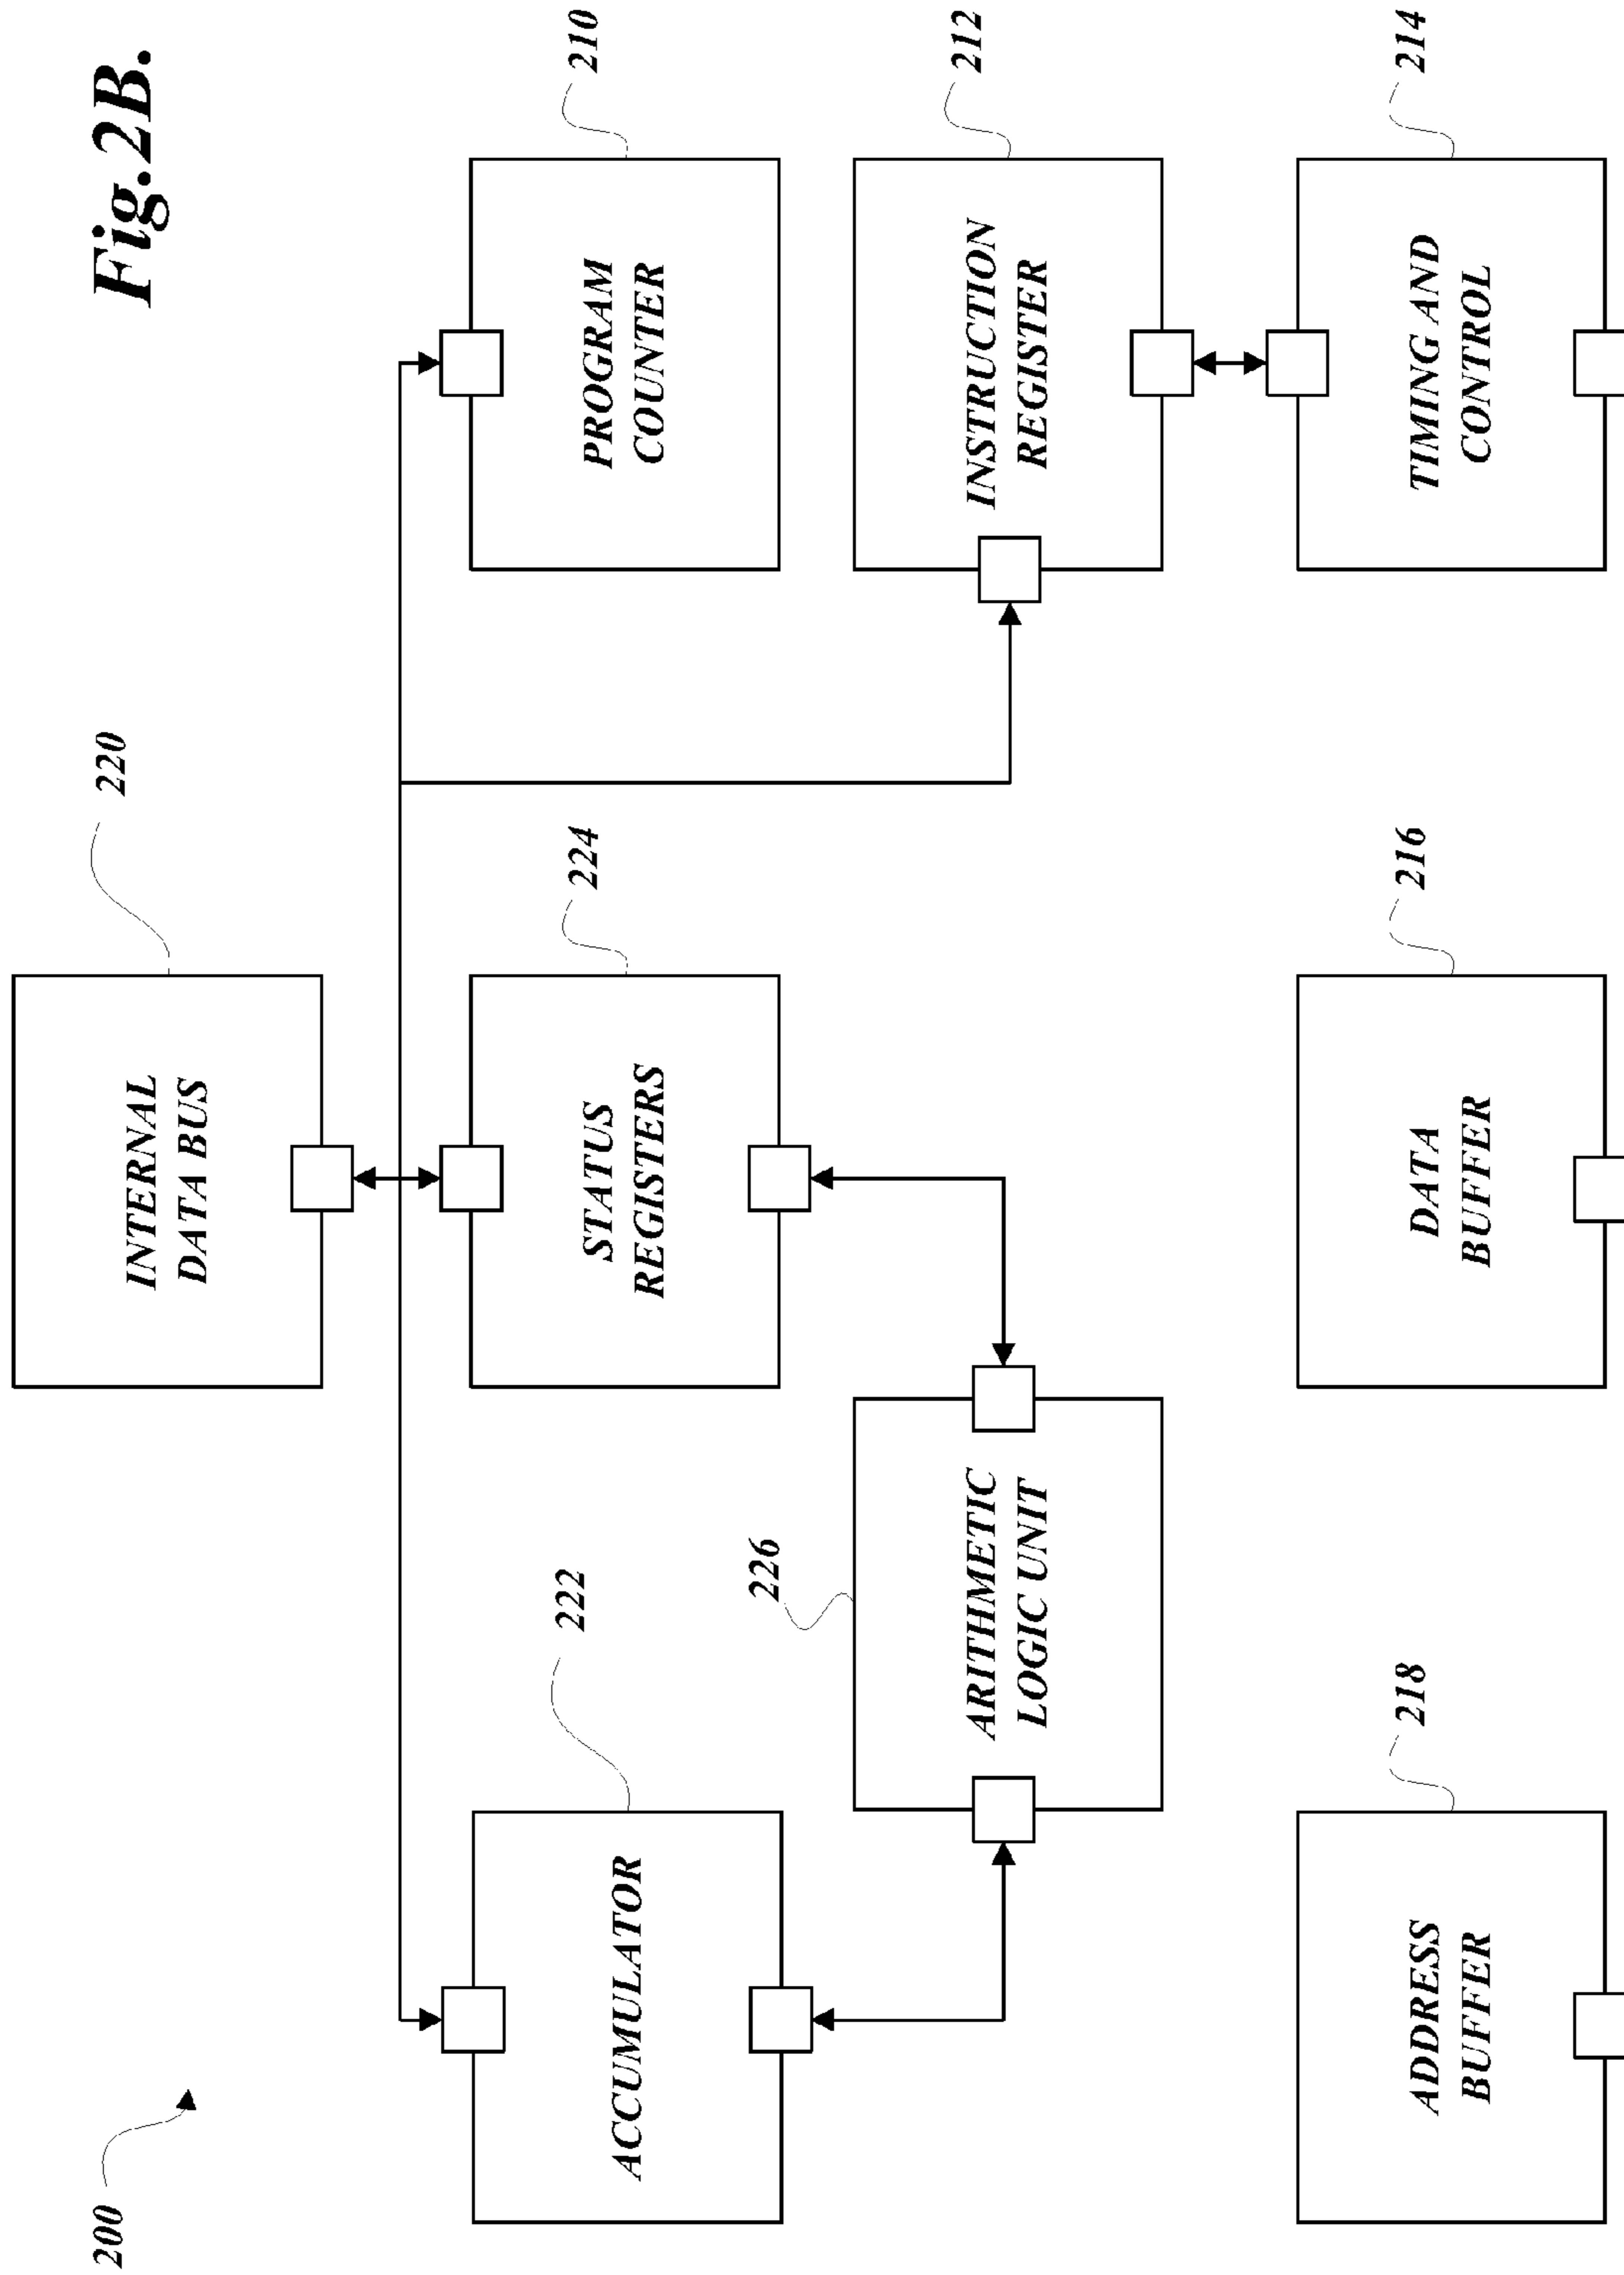 Fig.2B.
200
220
INTERNAL
DATA BUS
222
ACCUMULATOR
224
STATUS
REGISTERS
210
PROGRAM
COUNTER
226
ARITHMETIC
LOGIC UNIT
212
INSTRUCTION
REGISTER
218
ADDRESS
BUFFER
216
DATA
BUFFER
214
TIMING AND
CONTROL